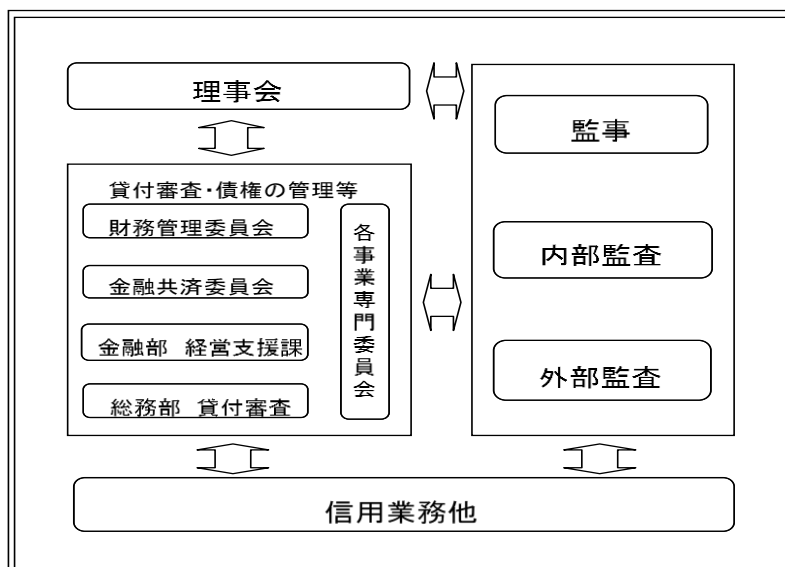 理事会
貸付審査・債権の管理等
財務管理委員会
金融共済委員会
金融部 経営支援課
総務部 貸付審査
各事業専門委員会
監事
内部監査
外部監査
信用業務他